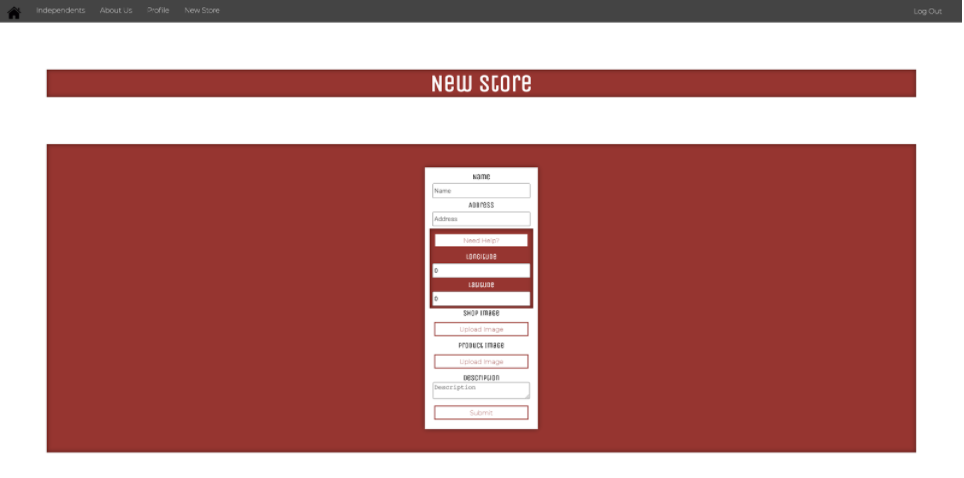 Independents About Us Profile New Store Log Out
New Store
Name
Name
Address
Address
Need Help?
Longitude
0
Latitude
0
Shop Image
Upload Image
Product Image
Upload Image
Description
Description
Submit